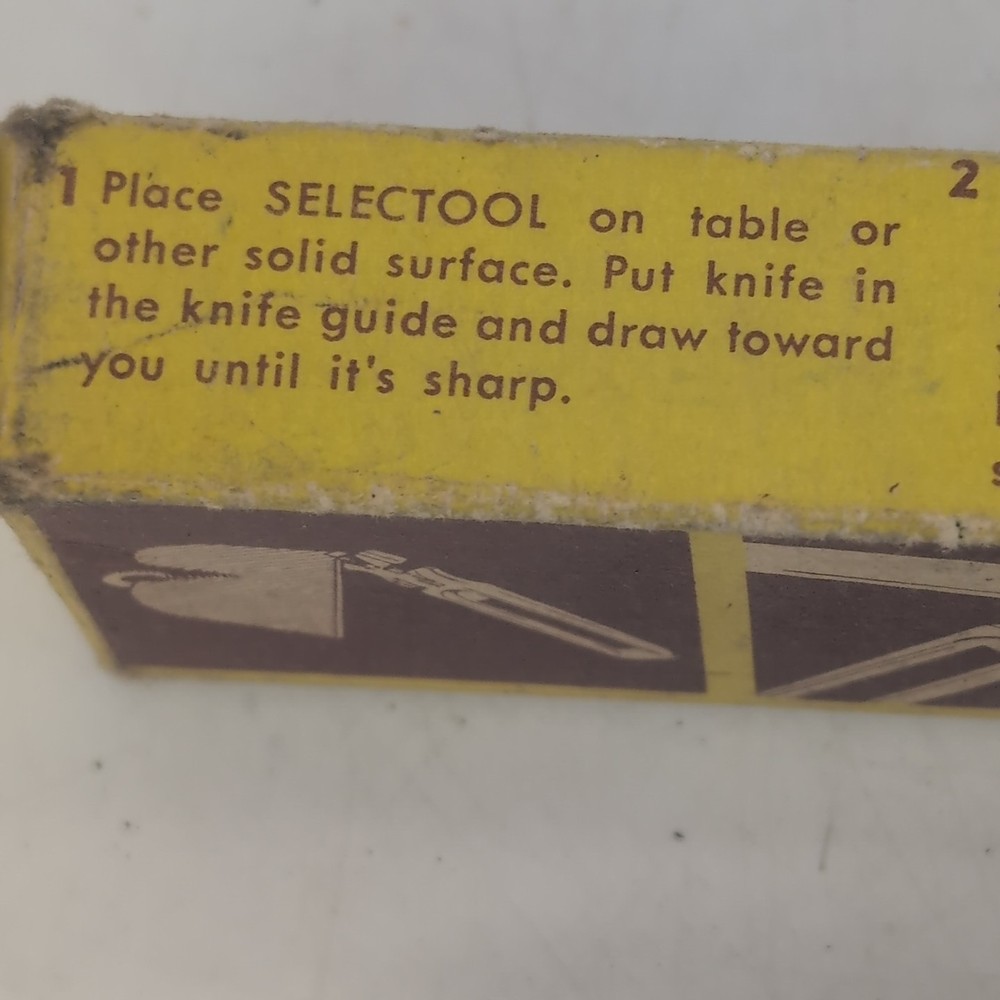 1 Place SELECTOOL on table or
other solid surface. Put knife in
the knife guide and draw toward
you until it's sharp.
2